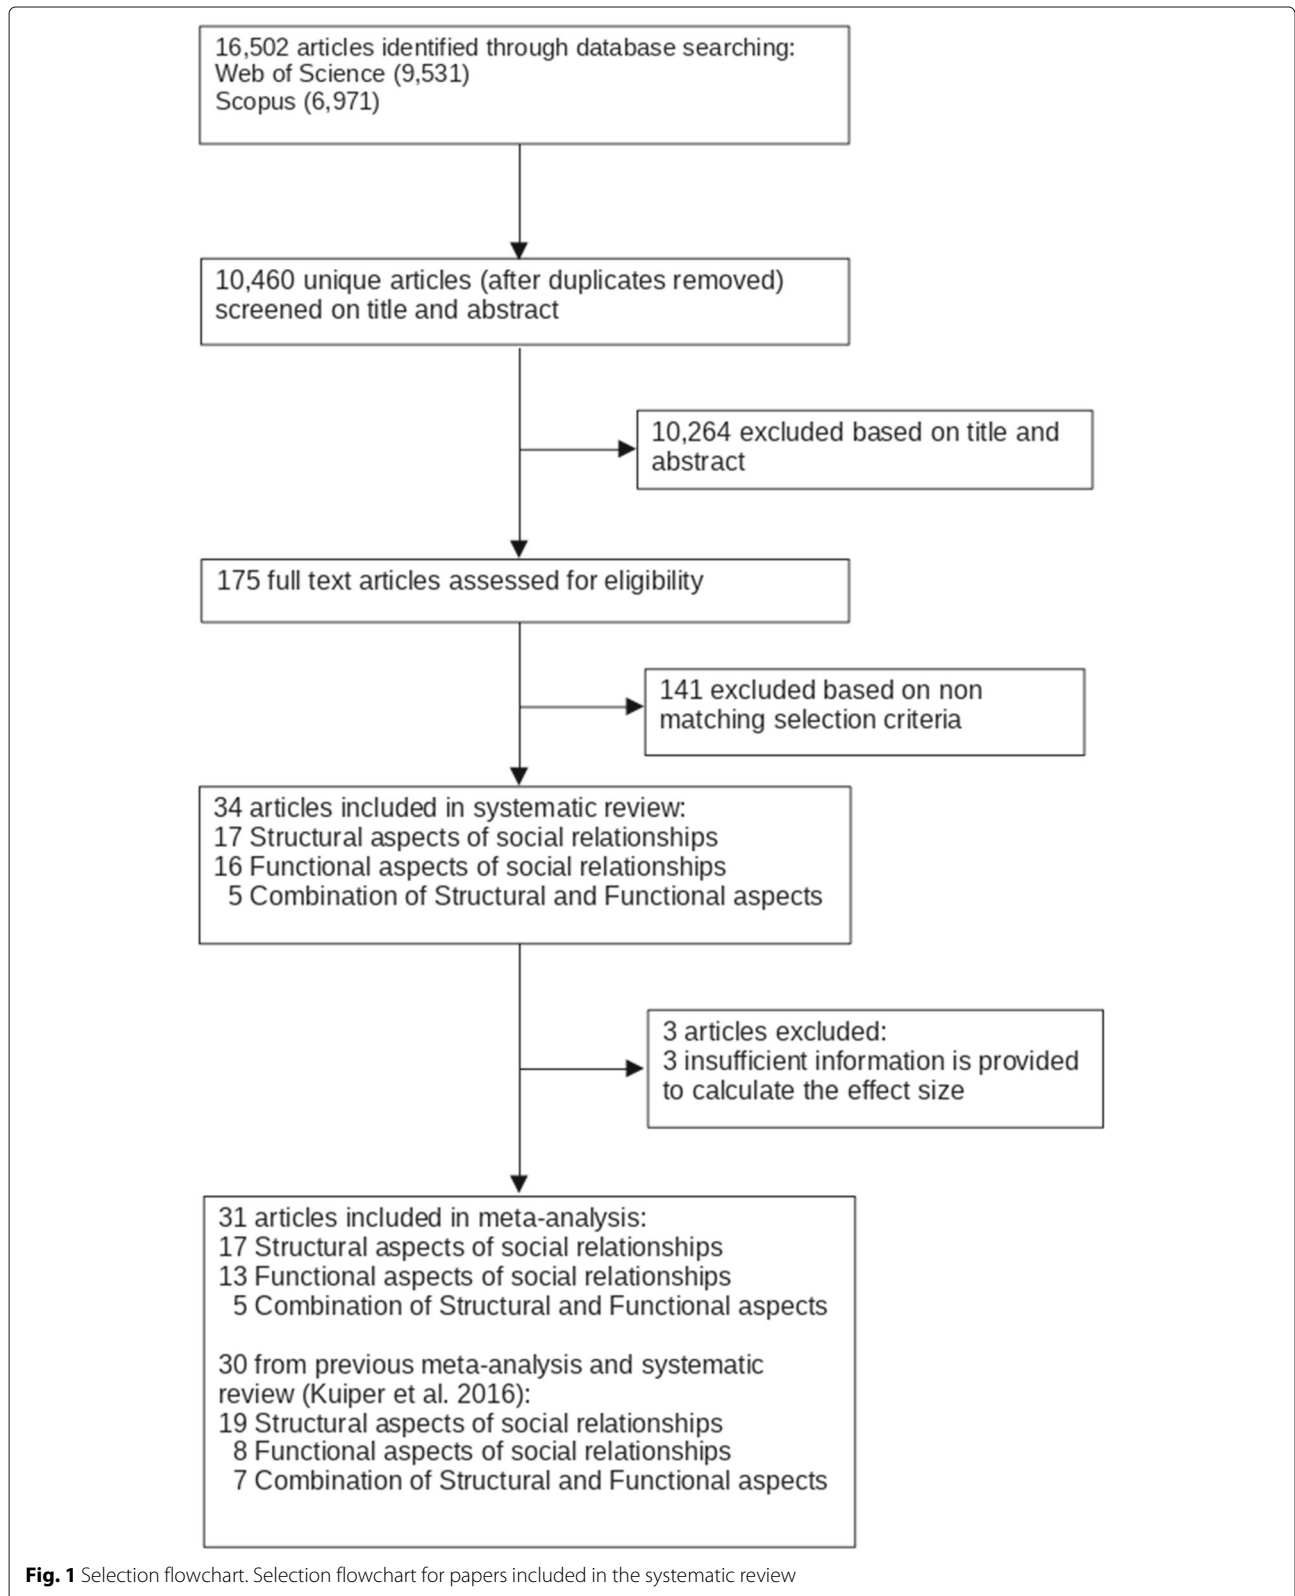 16,502 articles identified through database searching:
Web of Science (9,531)
Scopus (6,971)
10,460 unique articles (after duplicates removed)
screened on title and abstract
10,264 excluded based on title and
abstract
175 full text articles assessed for eligibility
141 excluded based on non
matching selection criteria
34 articles included in systematic review:
17 Structural aspects of social relationships
16 Functional aspects of social relationships
5 Combination of Structural and Functional aspects
3 articles excluded:
3 insufficient information is provided
to calculate the effect size
31 articles included in meta-analysis:
17 Structural aspects of social relationships
13 Functional aspects of social relationships
5 Combination of Structural and Functional aspects
30 from previous meta-analysis and systematic
review (Kuiper et al. 2016):
19 Structural aspects of social relationships
8 Functional aspects of social relationships
7 Combination of Structural and Functional aspects
Fig. 1 Selection flowchart. Selection flowchart for papers included in the systematic review